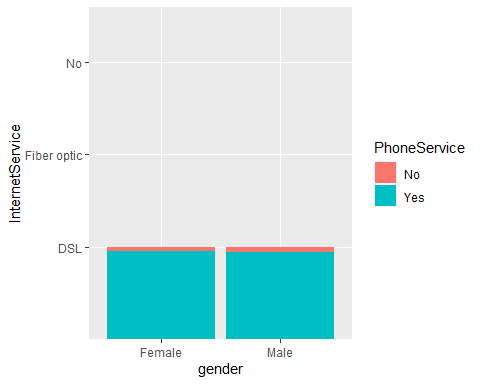 No
Fiber optic
DSL
InternetService
Female Male
gender
PhoneService
No
Yes